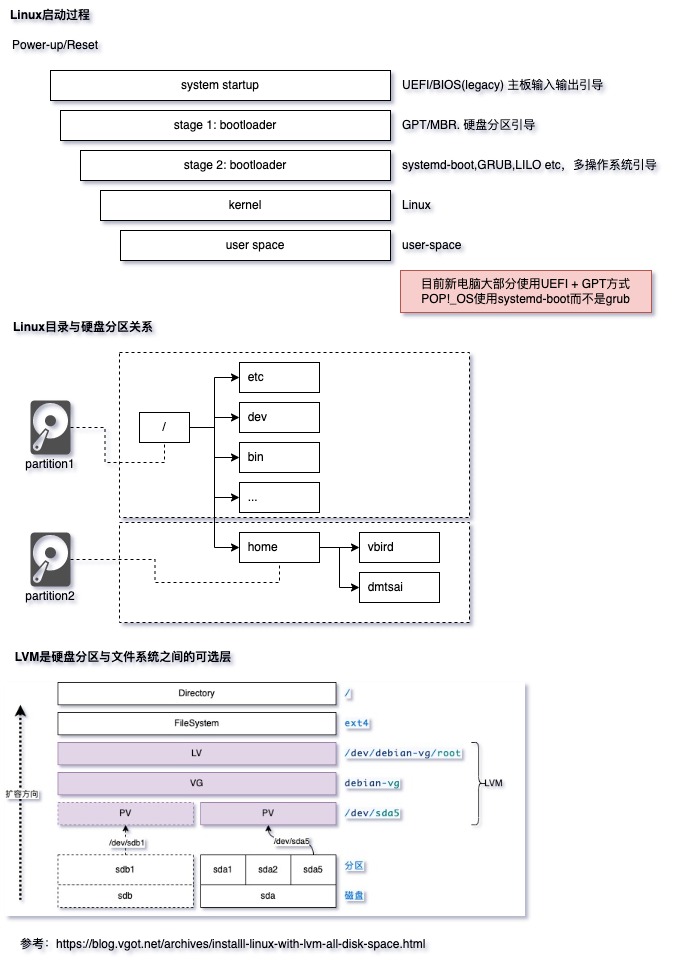 Linux启动过程
Power-up/Reset
system startup
UEFI/BIOS(legacy) 主板输入输出引导
stage 1: bootloader
GPT/MBR. 硬盘分区引导
stage 2: bootloader
systemd-boot,GRUB,LILO etc，多操作系统引导
kernel
Linux
user space
user-space
目前新电脑大部分使用UEFI + GPT方式
POP!_OS使用systemd-boot而不是grub
Linux目录与硬盘分区关系
etc
dev
/
bin
partition1
...
home
vbird
dmtsai
partition2
LVM是硬盘分区与文件系统之间的可选层
Directory
/
FileSystem
ext4
LV
/dev/debian-vg/root
VG
debian-vg
LVM
扩容方向
PV
PV
/dev/sda5
/dev/sdb1
/dev/sda5
sdb1
sda1
sda2
sda5
分区
sdb
sda
磁盘
参考：https://blog.vgot.net/archives/installl-linux-with-lvm-all-disk-space.html